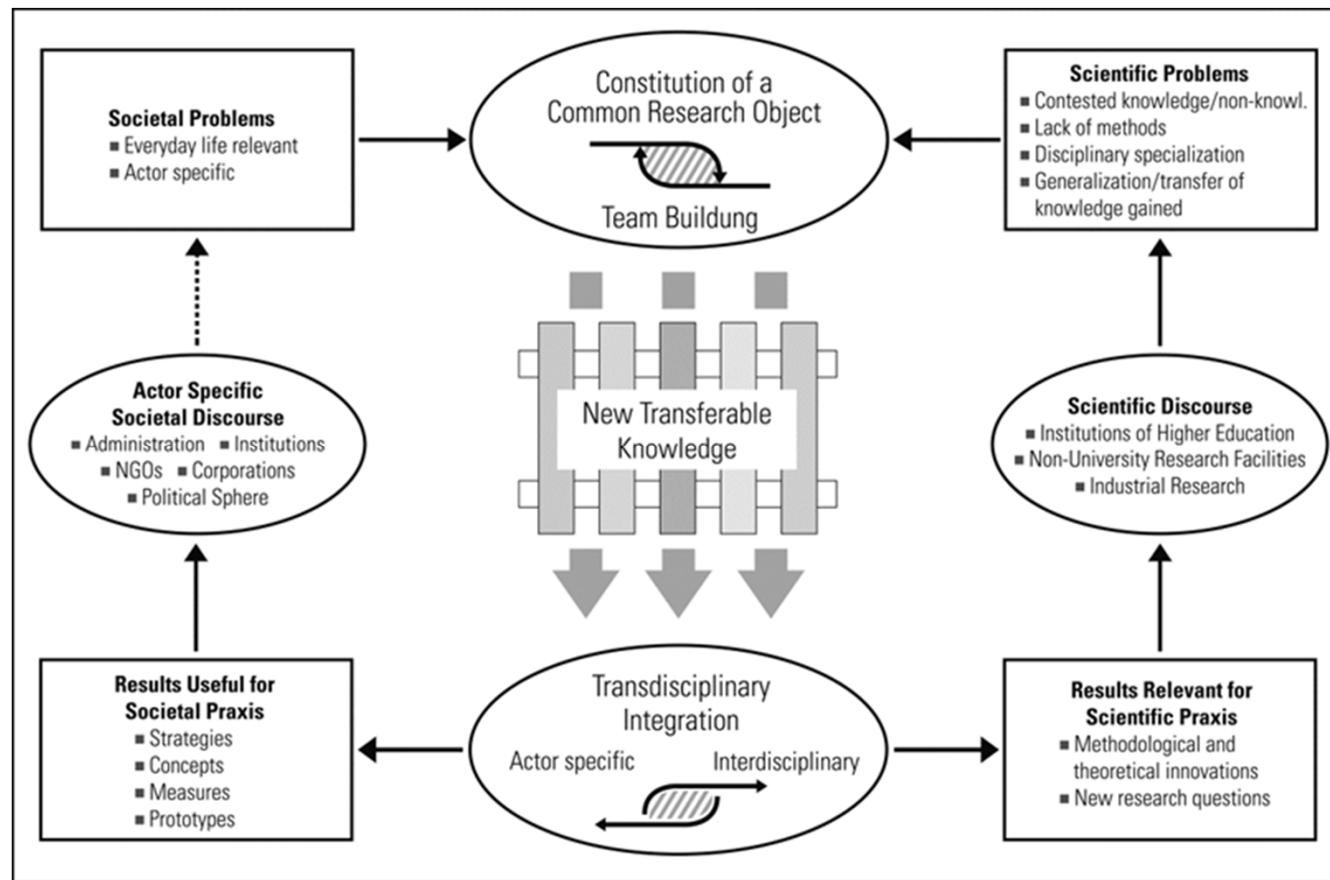 Societal Problems
■ Everyday life relevant
■ Actor specific
Constitution of a
Common Research Object
Team Buildung
Scientific Problems
■ Contested knowledge/non-knowl.
■ Lack of methods
■ Disciplinary specialization
■ Generalization/transfer of
knowledge gained
Actor Specific
Societal Discourse
■ Administration ■ Institutions
■ NGOs ■ Corporations
■ Political Sphere
New Transferable
Knowledge
Scientific Discourse
■ Institutions of Higher Education
■ Non-University Research Facilities
■ Industrial Research
Results Useful for
Societal Praxis
■ Strategies
■ Concepts
■ Measures
■ Prototypes
Transdisciplinary
Integration
Actor specific
Interdisciplinary
Results Relevant for
Scientific Praxis
■ Methodological and
theoretical innovations
■ New research questions